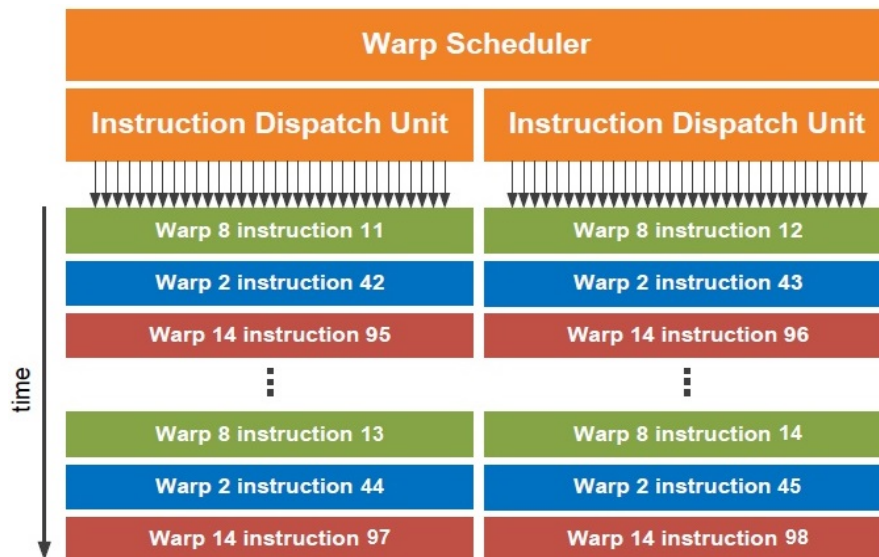 Warp Scheduler
Instruction Dispatch Unit
Instruction Dispatch Unit
Warp 8 instruction 11
Warp 8 instruction 12
Warp 2 instruction 42
Warp 2 instruction 43
Warp 14 instruction 95
Warp 14 instruction 96
time
Warp 8 instruction 13
Warp 8 instruction 14
Warp 2 instruction 44
Warp 2 instruction 45
Warp 14 instruction 97
Warp 14 instruction 98